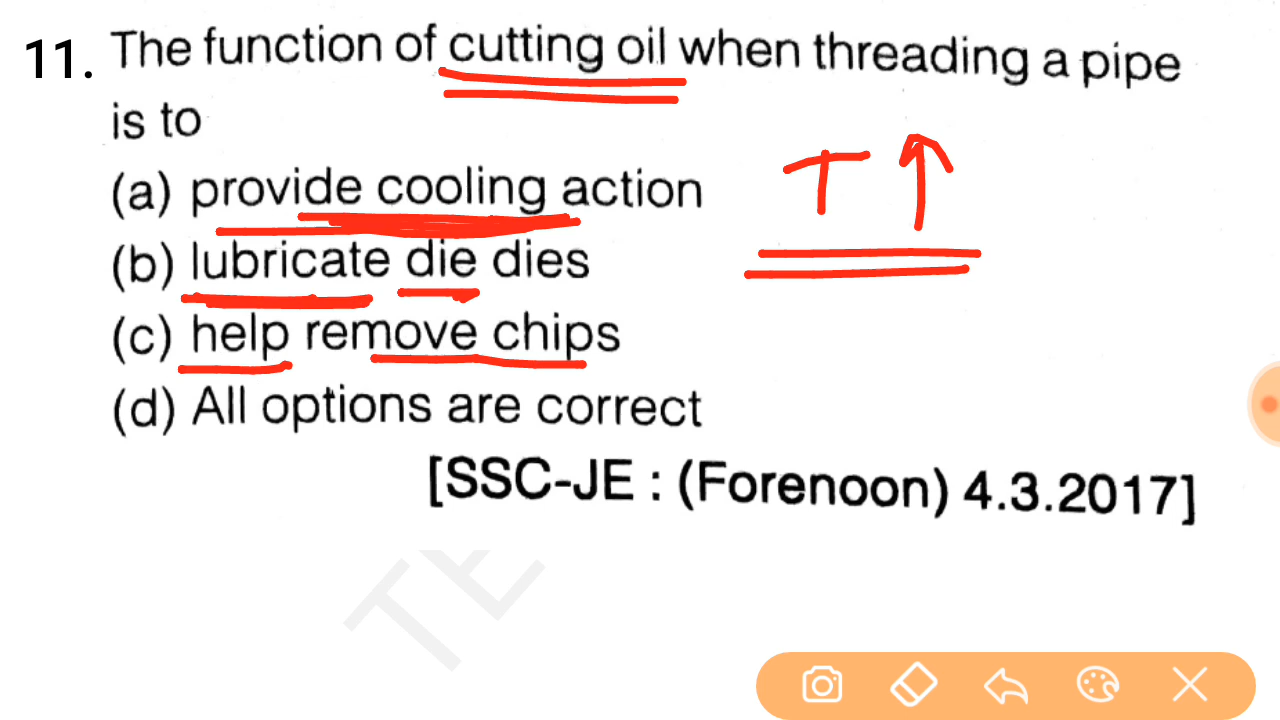 11. The function of cutting oil when threading a pipe
is to
(a) provide cooling action
T ↑
(b) lubricate die dies
(c) help remove chips
(d) All options are correct
[SSC-JE : (Forenoon) 4.3.2017]
TE